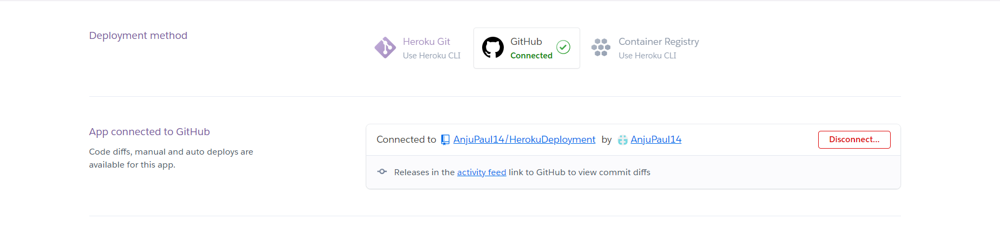 Deployment method
Heroku Git
Use Heroku CLI
GitHub
Connected
Container Registry
Use Heroku CLI
App connected to GitHub
Code diffs, manual and auto deploys are
available for this app.
Connected to AnjuPaul14/HerokuDeployment by AnjuPaul14
Disconnect...
Releases in the activity feed link to GitHub to view commit diffs